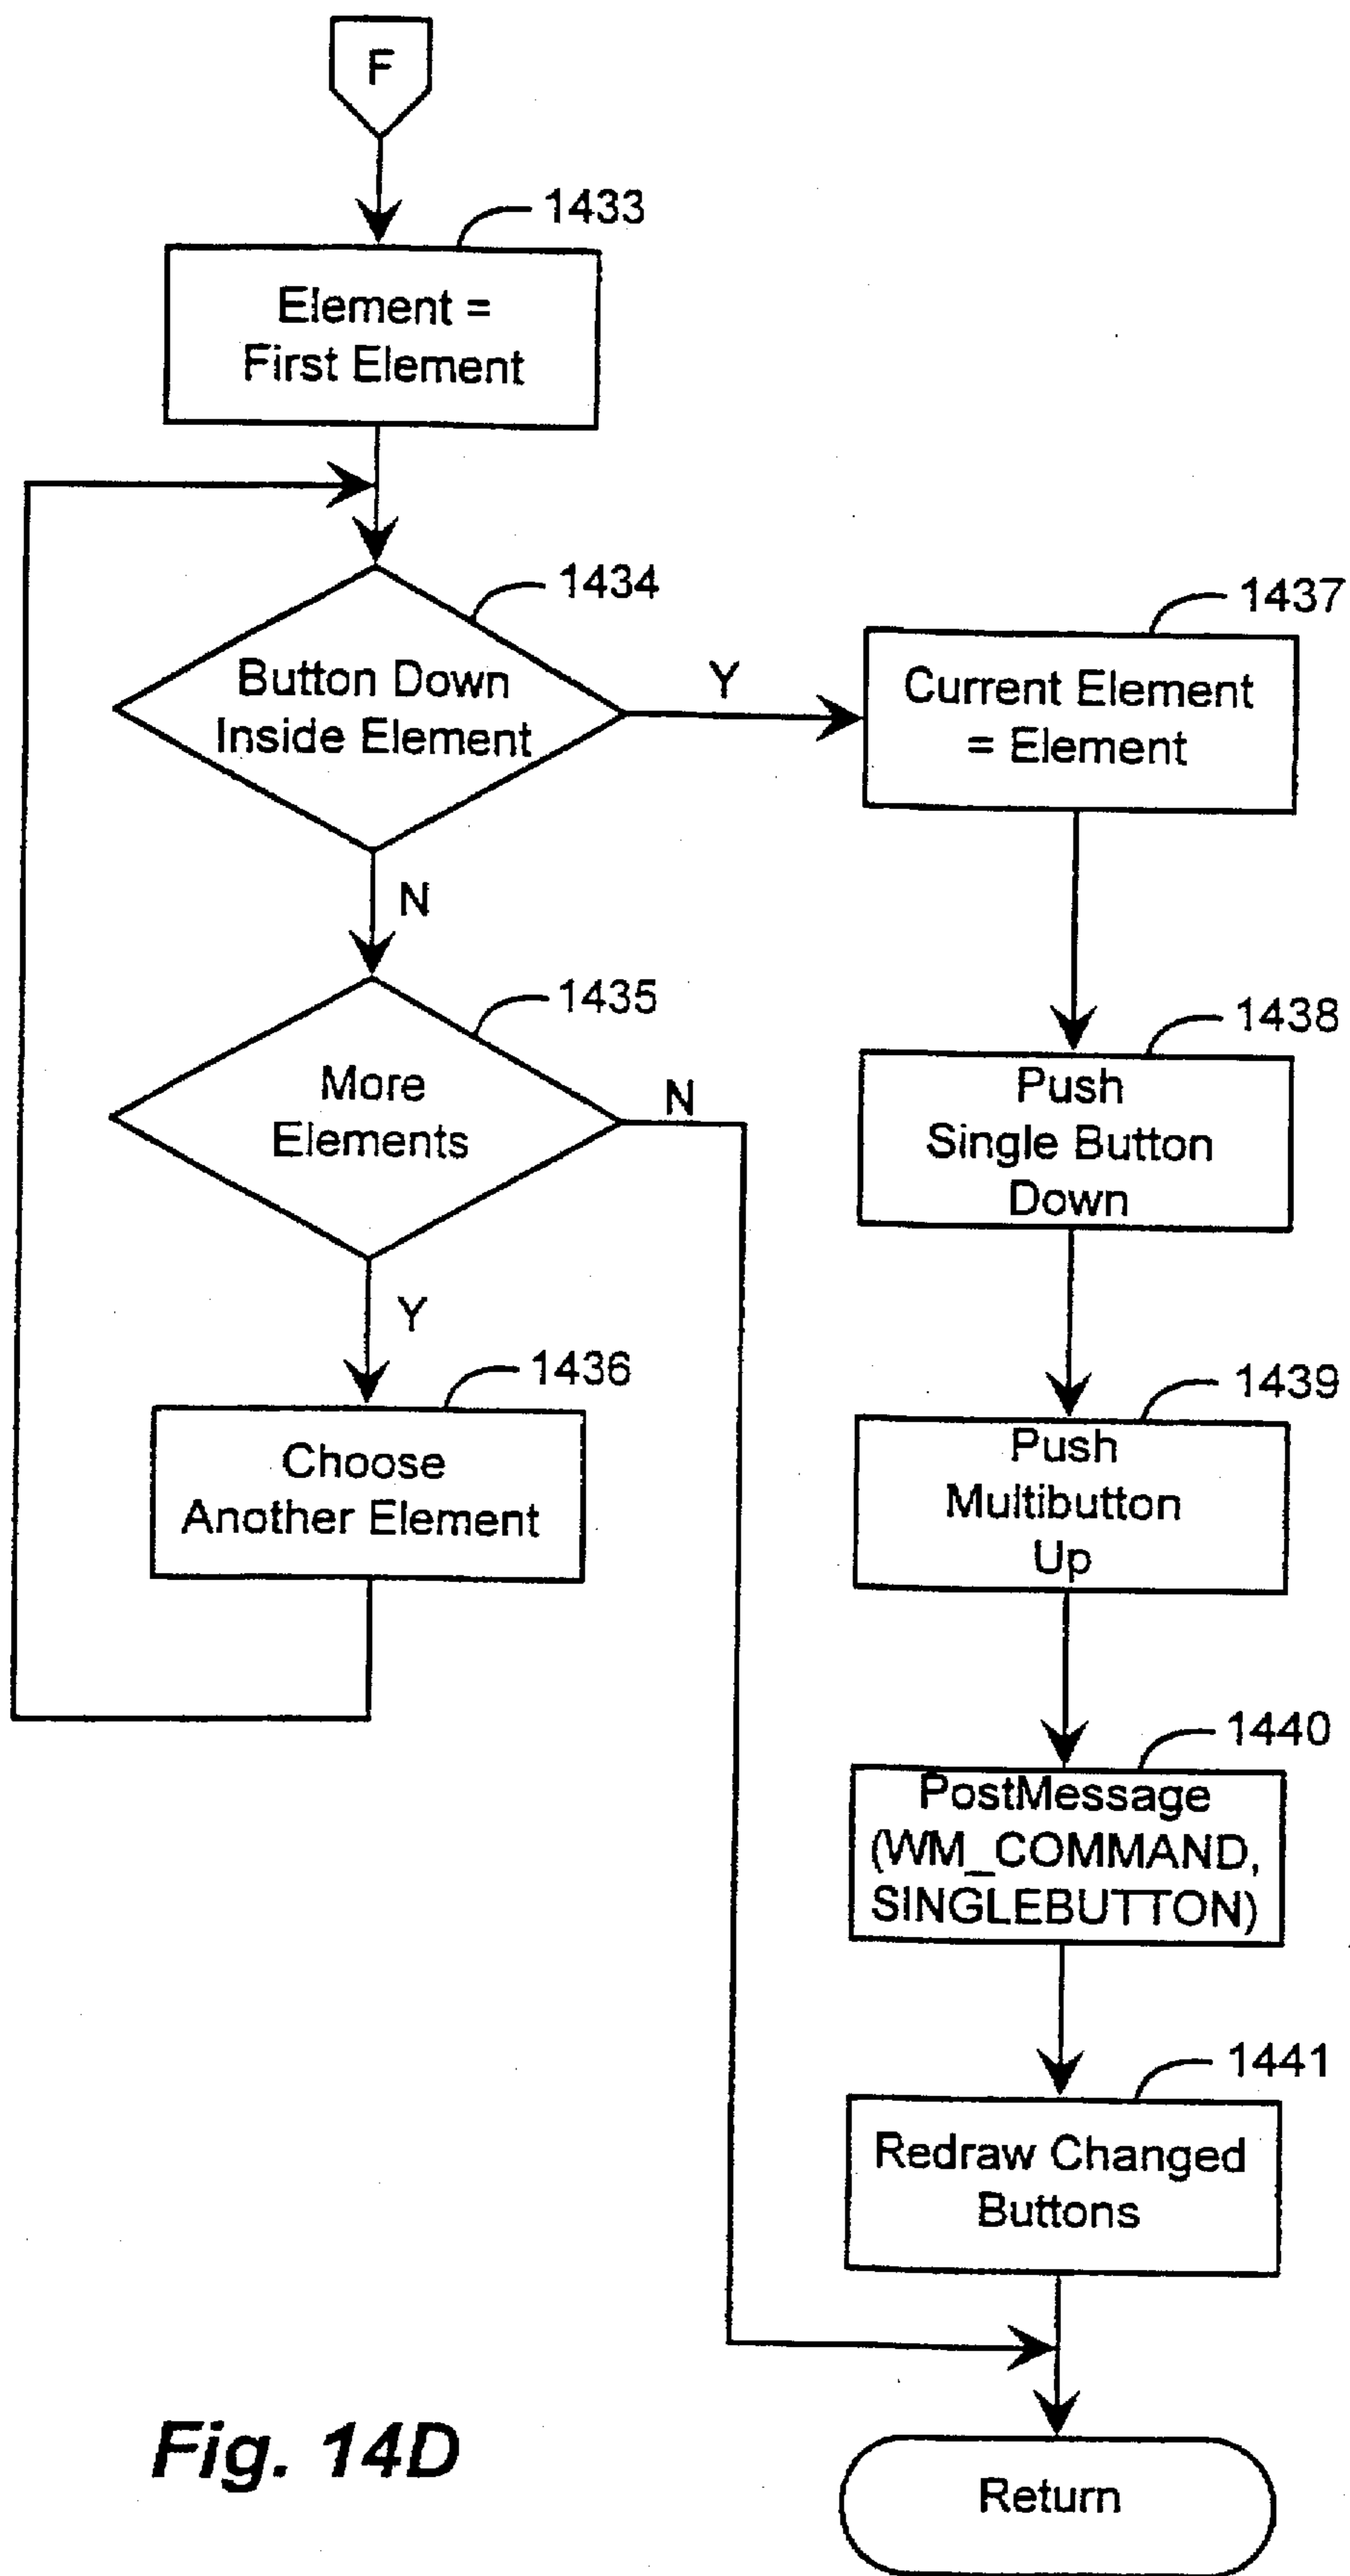 F
1433
Element =
First Element
1434
Button Down
Inside Element
Y
N
1437
Current Element
= Element
1435
More
Elements
N
Y
1438
Push
Single Button
Down
1436
Choose
Another Element
1439
Push
Multibutton
Up
1440
PostMessage
(WM_COMMAND,
SINGLEBUTTON)
1441
Redraw Changed
Buttons
Return
Fig. 14D